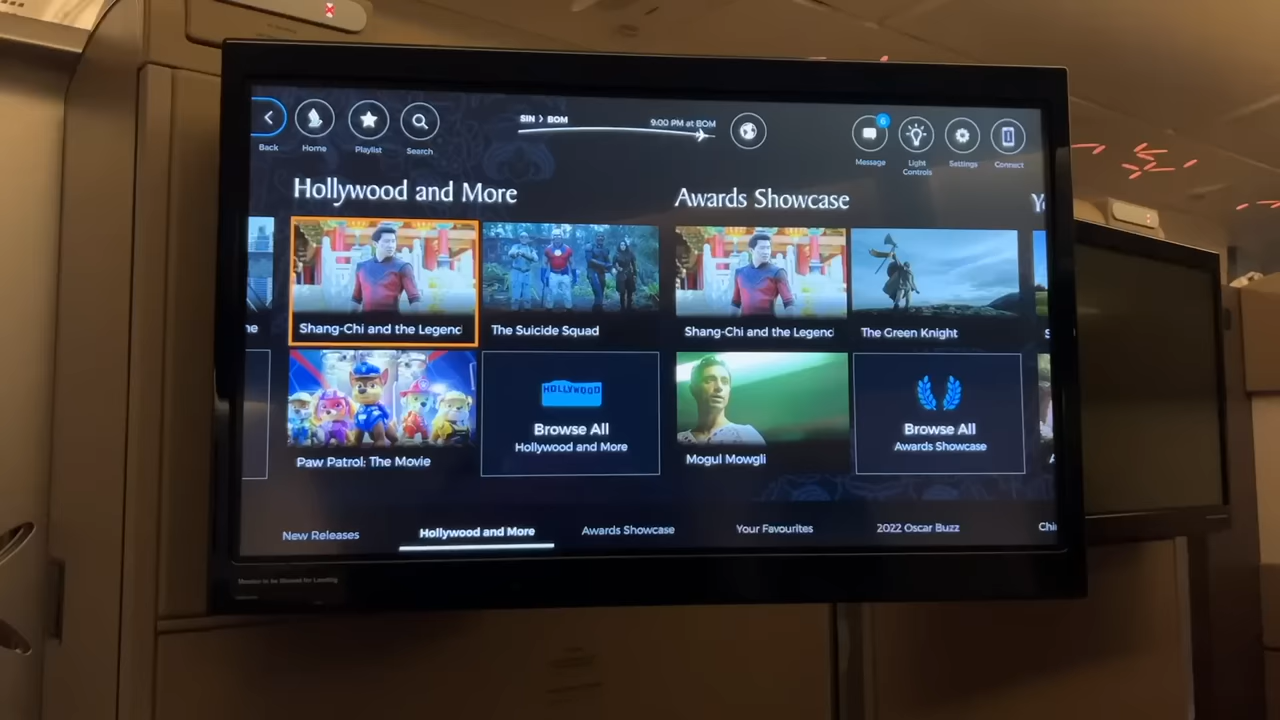 Back
Home
Playlist
Search
SIN > BOM
9:00 PM at BOM
6
Message
Light
Controls
Settings
Connect
Hollywood and More
Awards Showcase
Shang-Chi and the Legend
The Suicide Squad
Shang-Chi and the Legend
The Green Knight
Paw Patrol: The Movie
HOLLYWOOD
Browse All
Hollywood and More
Mogul Mowgli
Browse All
Awards Showcase
New Releases
Hollywood and More
Awards Showcase
Your Favourites
2022 Oscar Buzz
Chi